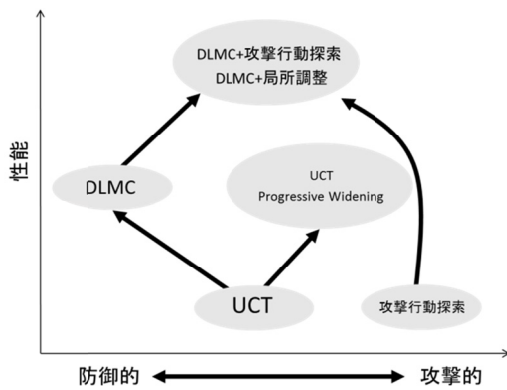 DLMC+攻撃行動探索
DLMC+局所調整
性能
DLMC
UCT
Progressive Widening
UCT
攻撃行動探索
防御的
攻撃的